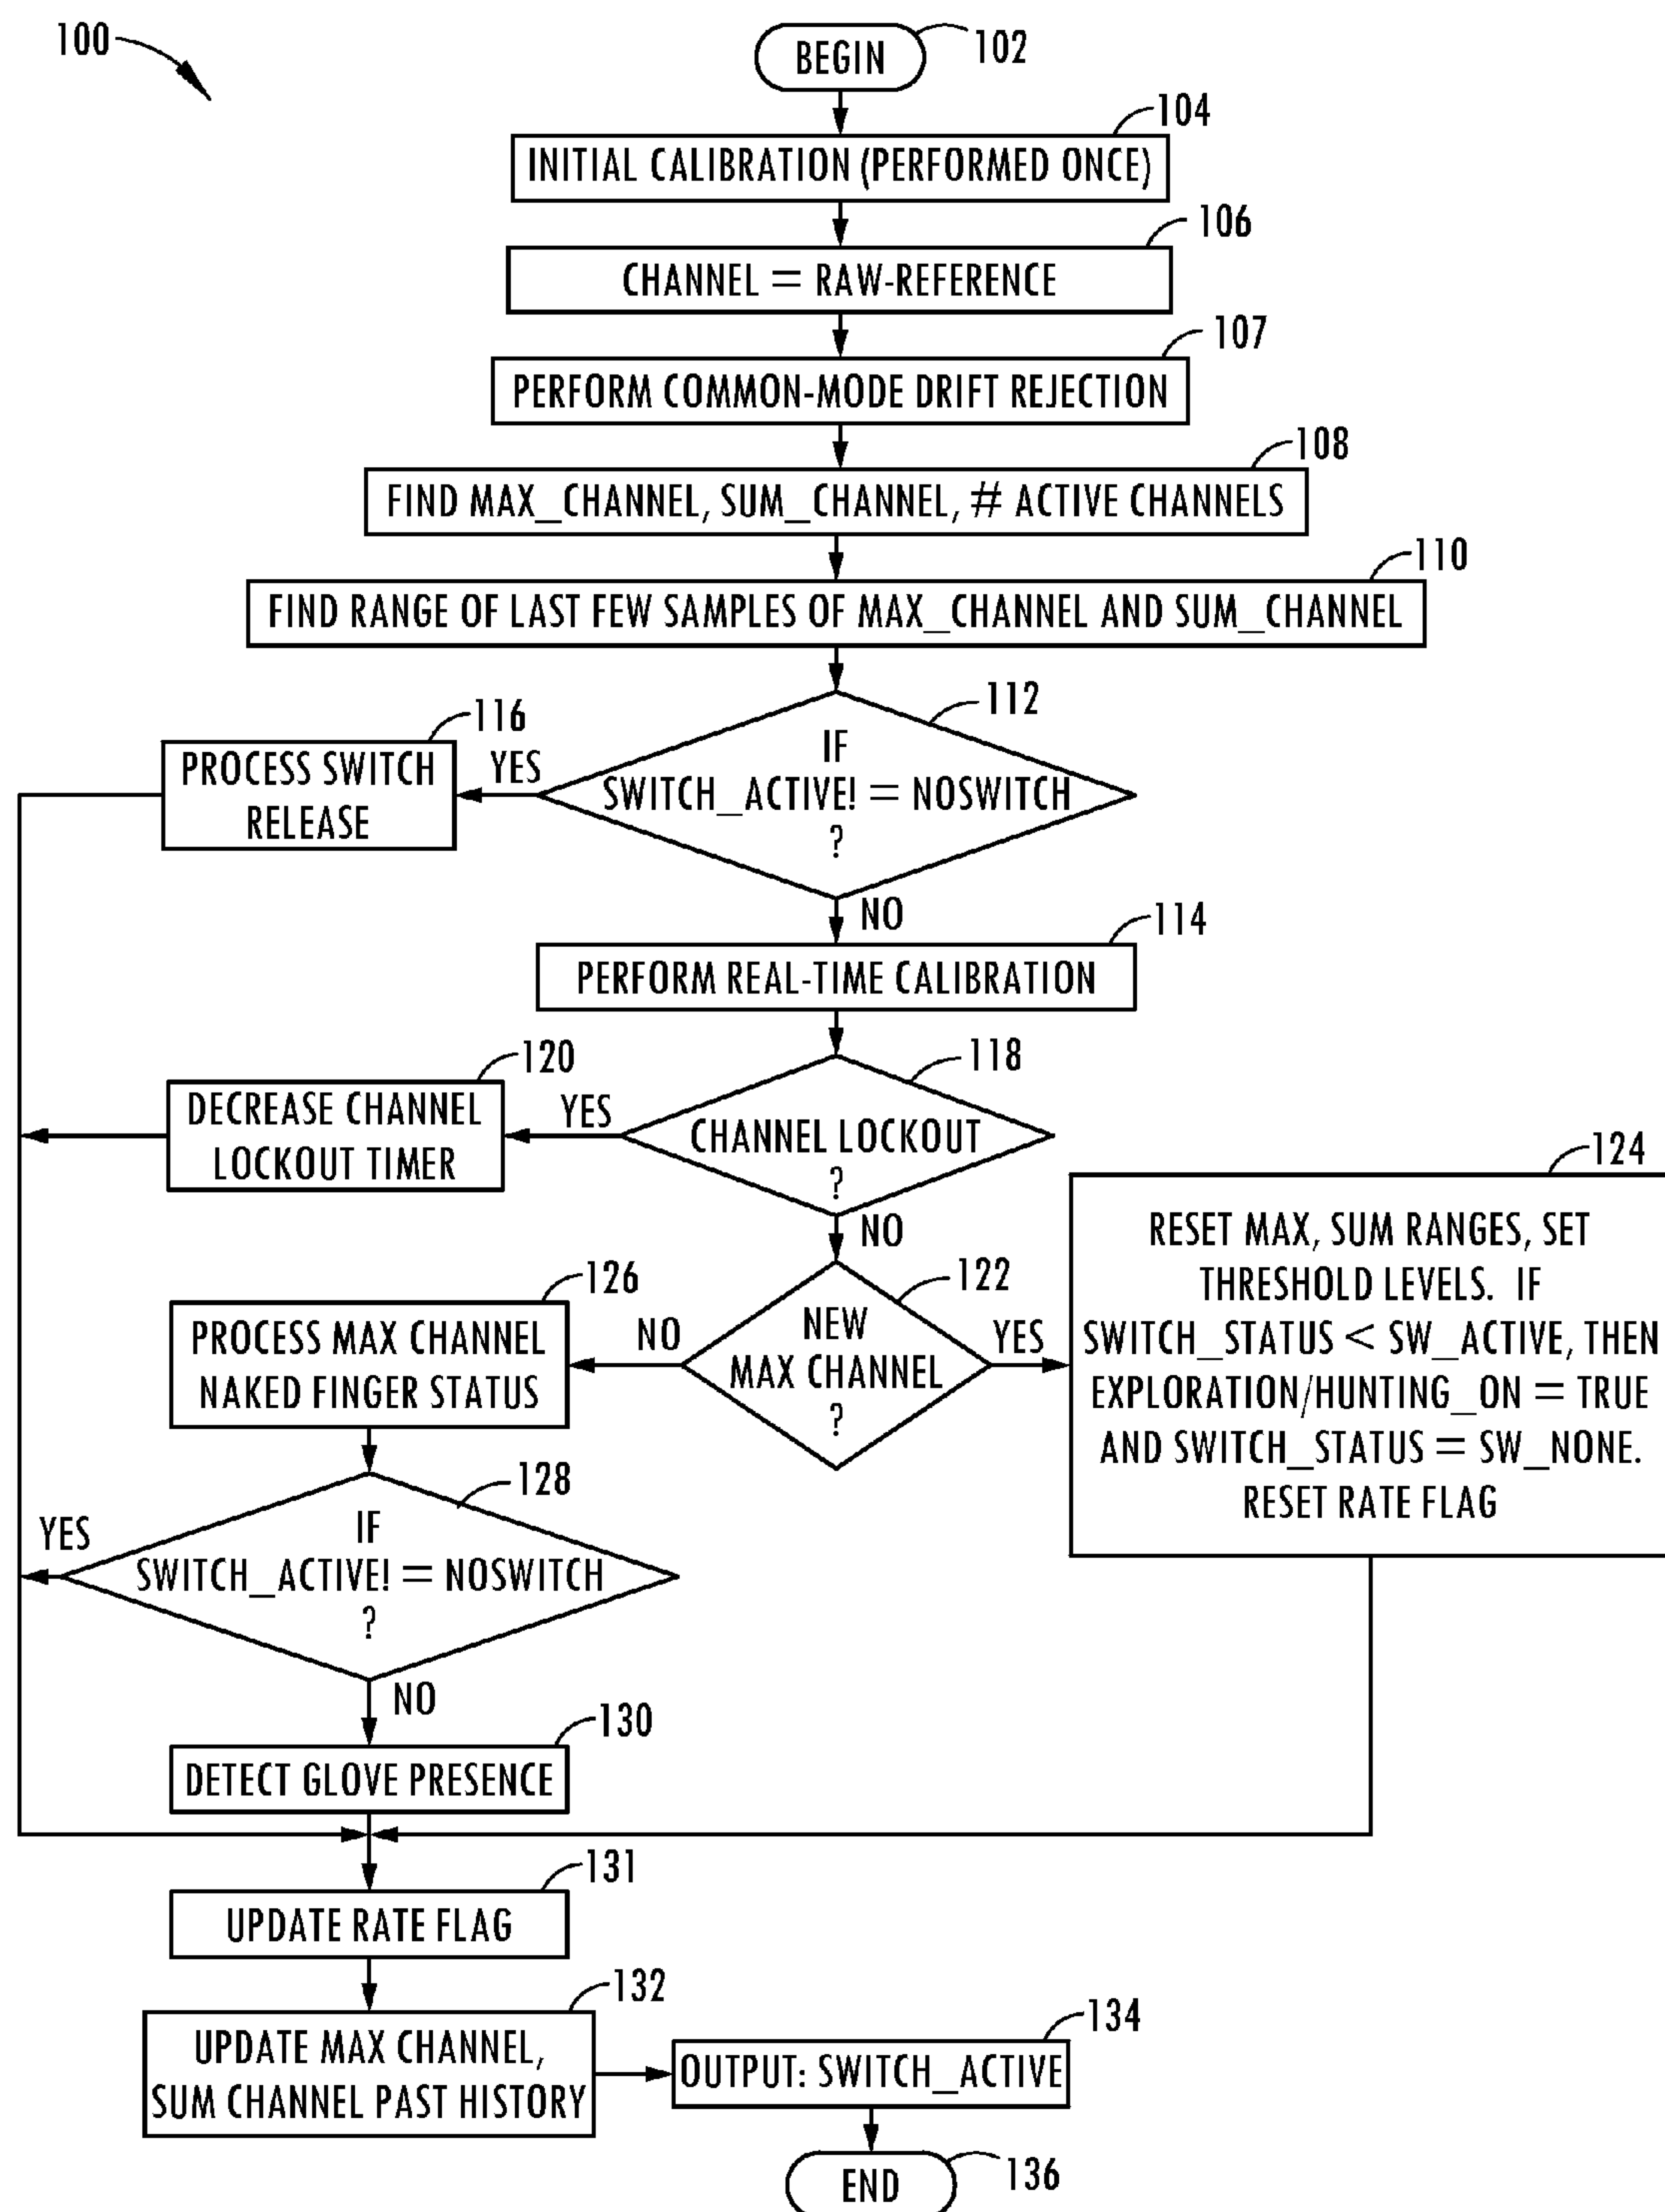 100
BEGIN
102
104
INITIAL CALIBRATION (PERFORMED ONCE)
106
CHANNEL = RAW-REFERENCE
107
PERFORM COMMON-MODE DRIFT REJECTION
108
FIND MAX_CHANNEL, SUM_CHANNEL, # ACTIVE CHANNELS
110
FIND RANGE OF LAST FEW SAMPLES OF MAX_CHANNEL AND SUM_CHANNEL
112
IF
SWITCH_ACTIVE! = NOSWITCH
?
YES
116
PROCESS SWITCH
RELEASE
NO
114
PERFORM REAL-TIME CALIBRATION
118
CHANNEL LOCKOUT
?
YES
120
DECREASE CHANNEL
LOCKOUT TIMER
NO
122
NEW
MAX CHANNEL
?
YES
124
RESET MAX, SUM RANGES, SET
THRESHOLD LEVELS. IF
SWITCH_STATUS < SW_ACTIVE, THEN
EXPLORATION/HUNTING_ON = TRUE
AND SWITCH_STATUS = SW_NONE.
RESET RATE FLAG
NO
126
PROCESS MAX CHANNEL
NAKED FINGER STATUS
128
IF
SWITCH_ACTIVE! = NOSWITCH
?
YES
NO
130
DETECT GLOVE PRESENCE
131
UPDATE RATE FLAG
132
UPDATE MAX CHANNEL,
SUM CHANNEL PAST HISTORY
134
OUTPUT: SWITCH_ACTIVE
END
136